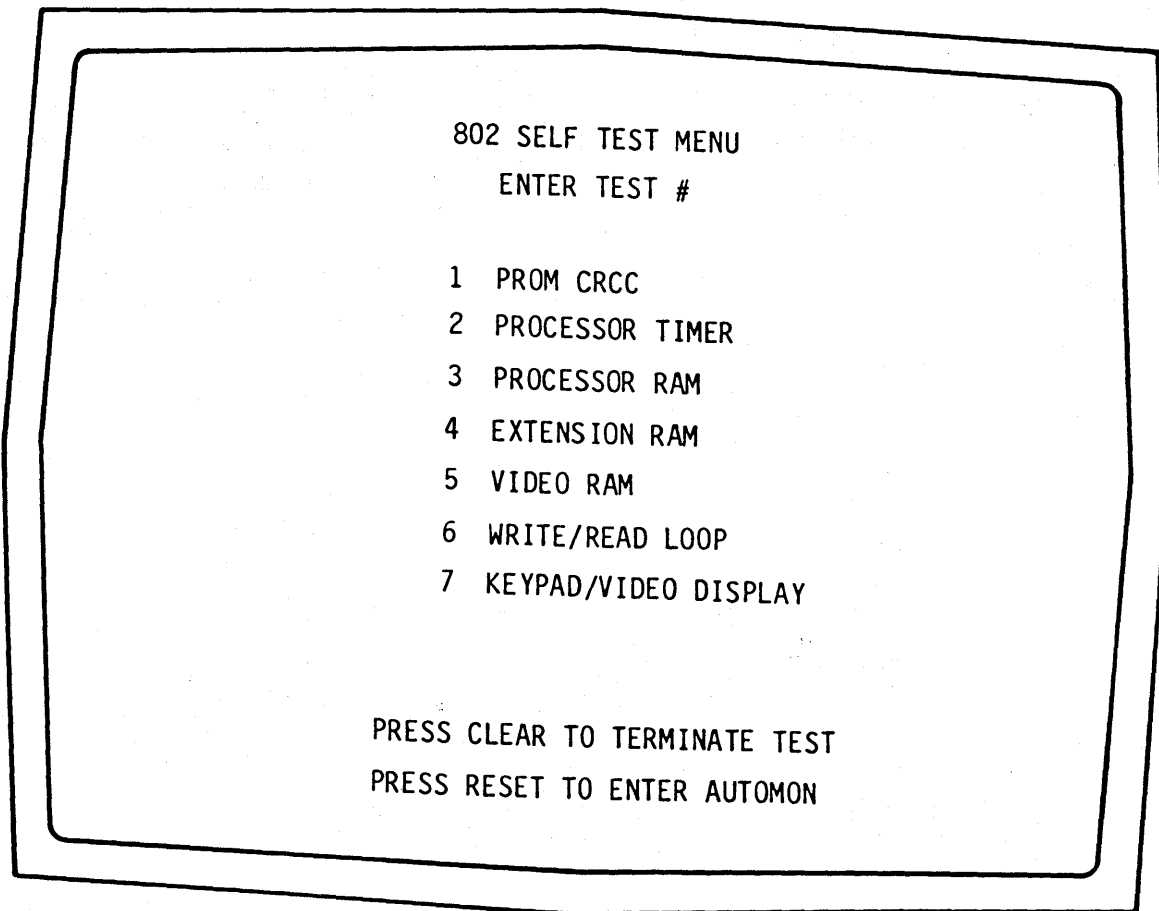 802 SELF TEST MENU
ENTER TEST #
1 PROM CRCC
2 PROCESSOR TIMER
3 PROCESSOR RAM
4 EXTENSION RAM
5 VIDEO RAM
6 WRITE/READ LOOP
7 KEYPAD/VIDEO DISPLAY
PRESS CLEAR TO TERMINATE TEST
PRESS RESET TO ENTER AUTOMON